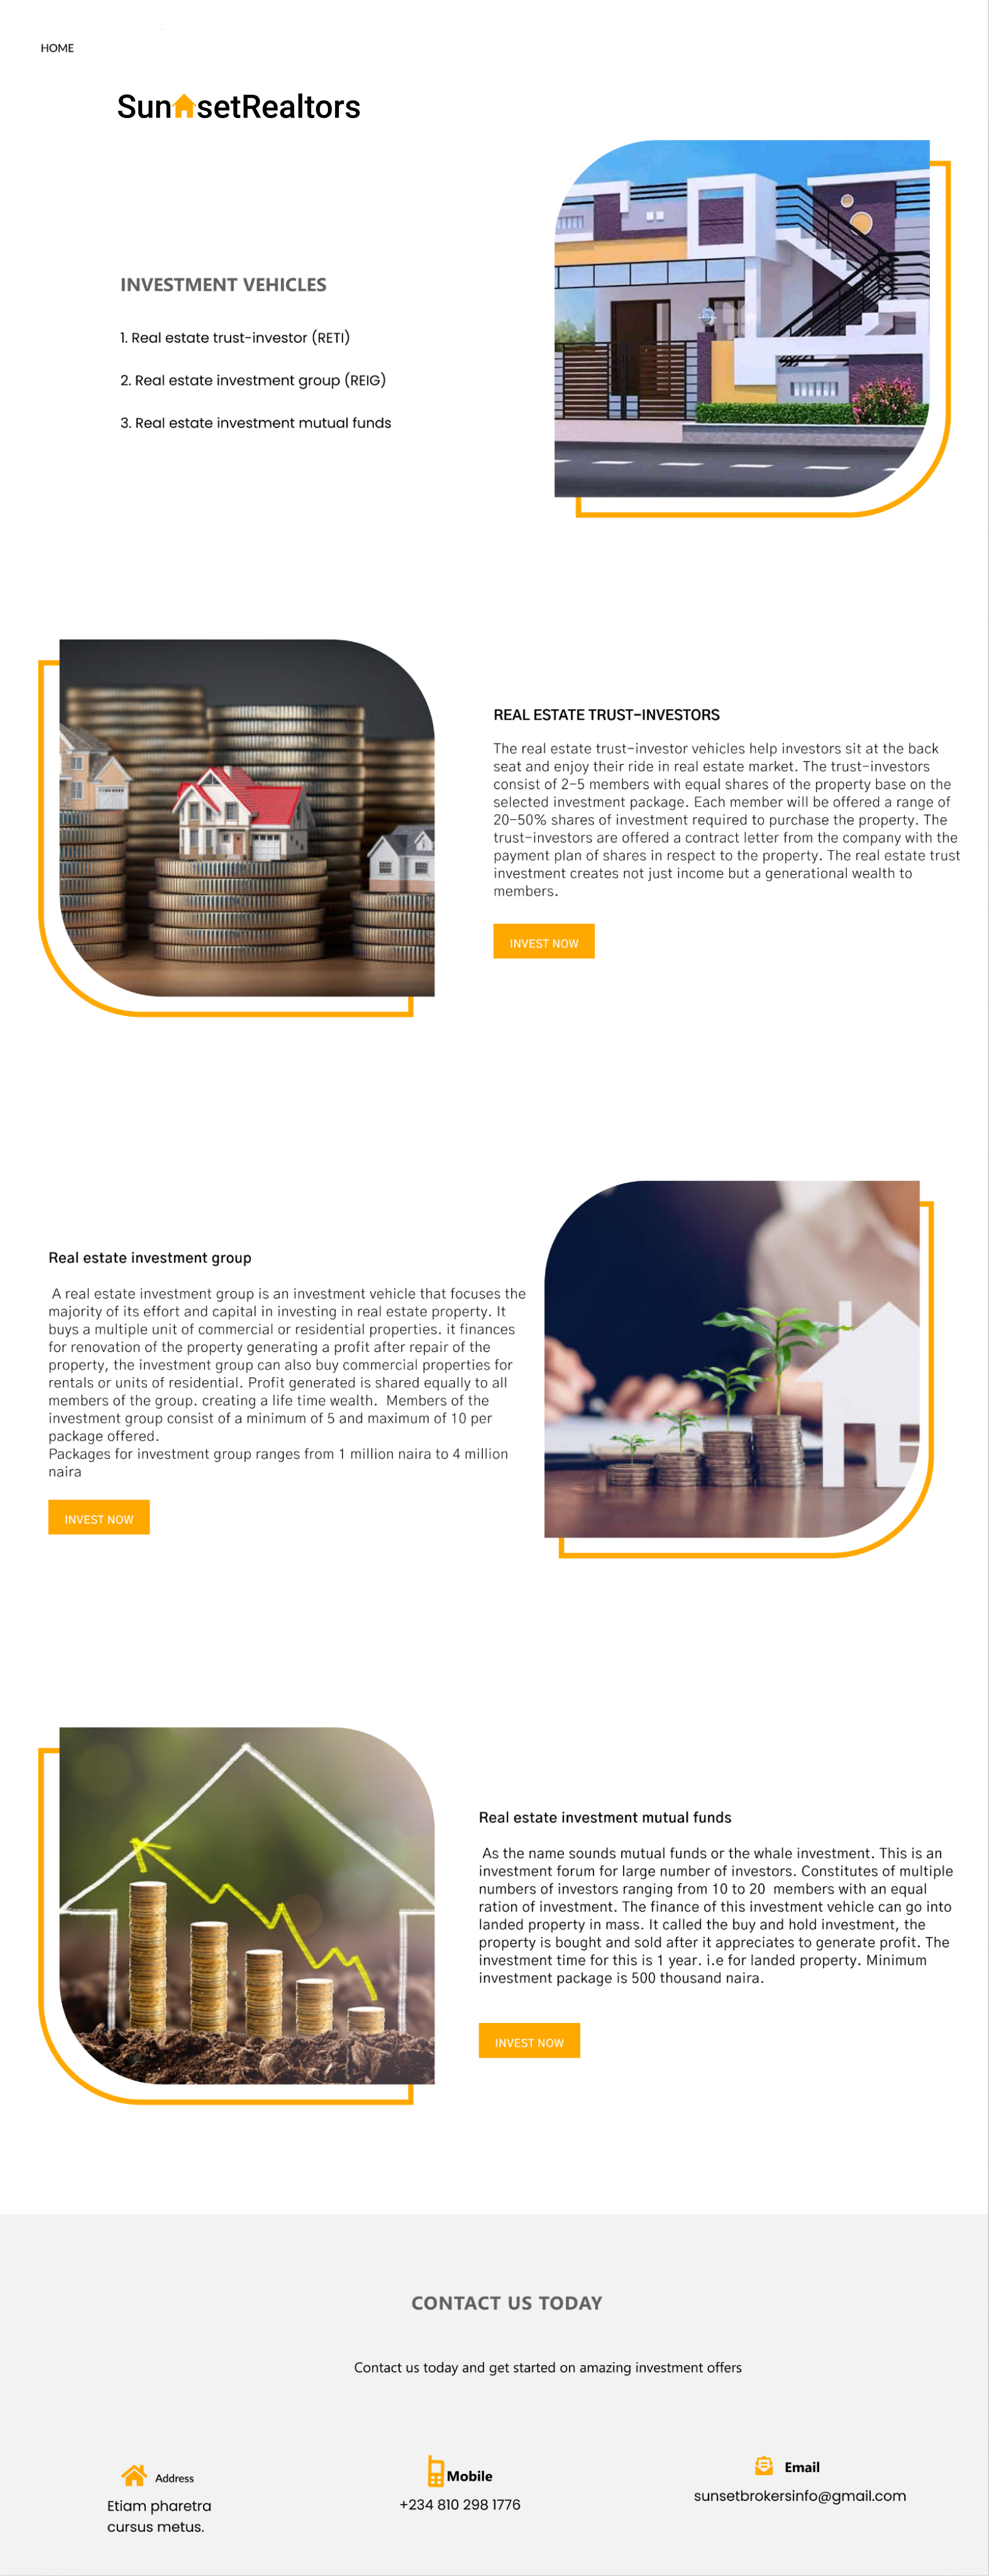 HOME
SunsetRealtors
INVESTMENT VEHICLES
1. Real estate trust-investor (RETI)
2. Real estate investment group (REIG)
3. Real estate investment mutual funds
REAL ESTATE TRUST-INVESTORS
The real estate trust-investor vehicles help investors sit at the back
seat and enjoy their ride in real estate market. The trust-investors
consist of 2-5 members with equal shares of the property base on the
selected investment package. Each member will be offered a range of
20-50% shares of investment required to purchase the property. The
trust-investors are offered a contract letter from the company with the
payment plan of shares in respect to the property. The real estate trust
investment creates not just income but a generational wealth to
members.
INVEST NOW
Real estate investment group
A real estate investment group is an investment vehicle that focuses the
majority of its effort and capital in investing in real estate property. It
buys a multiple unit of commercial or residential properties. it finances
for renovation of the property generating a profit after repair of the
property, the investment group can also buy commercial properties for
rentals or units of residential. Profit generated is shared equally to all
members of the group. creating a life time wealth. Members of the
investment group consist of a minimum of 5 and maximum of 10 per
package offered.
Packages for investment group ranges from 1 million naira to 4 million
naira
INVEST NOW
Real estate investment mutual funds
As the name sounds mutual funds or the whale investment. This is an
investment forum for large number of investors. Constitutes of multiple
numbers of investors ranging from 10 to 20 members with an equal
ration of investment. The finance of this investment vehicle can go into
landed property in mass. It called the buy and hold investment, the
property is bought and sold after it appreciates to generate profit. The
investment time for this is 1 year. i.e for landed property. Minimum
investment package is 500 thousand naira.
INVEST NOW
CONTACT US TODAY
Contact us today and get started on amazing investment offers
Address
Etiam pharetra
cursus metus.
Mobile
+234 810 298 1776
Email
sunsetbrokersinfo@gmail.com